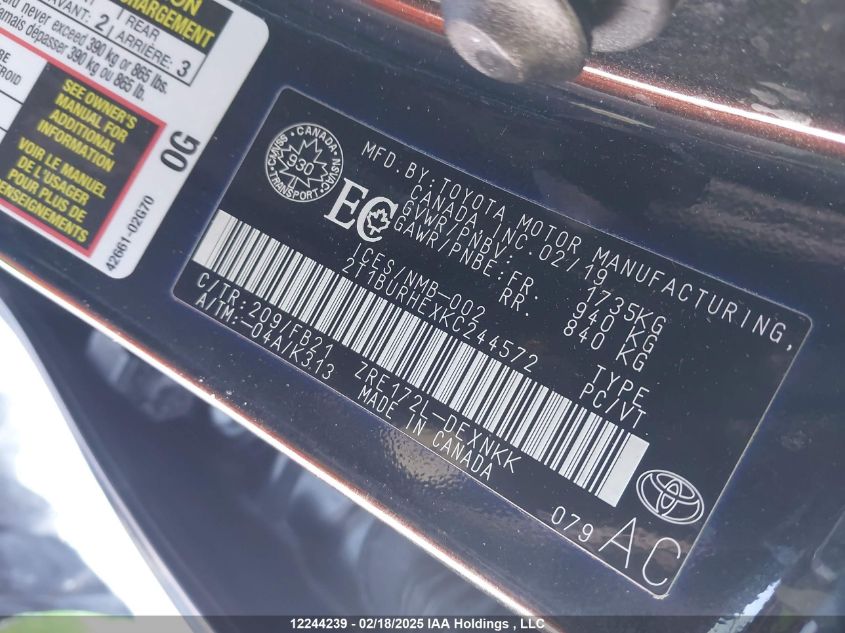 CHARGEMENT
1 REAR
AVANT: 2 ARRIÈRE: 3
never exceed 390 kg or 865 lbs.
jamais dépasser 390 kg ou 865 lb.
SEE OWNER'S
MANUAL FOR
ADDITIONAL
INFORMATION
VOIR LE MANUEL
DE L'USAGER
POUR PLUS DE
RENSEIGNEMENTS
0G
42661-02G70
CANADA
930
TRANSPORT
MFD.BY:TOYOTA MOTOR MANUFACTURING,
CANADA INC. 02/19
GVWR/PNBV: 1735KG
GAWR/PNBE:FR. 940 KG
RR. 840 KG
EC
ICES/NMB-002
2T1BURHEXKC244572
TYPE
PC/VT
C/TR:209/FB21 ZRE172L-DEXNKK
A/TM:-04A/K313 MADE IN CANADA
079 AC
12244239 - 02/18/2025 IAA Holdings , LLC